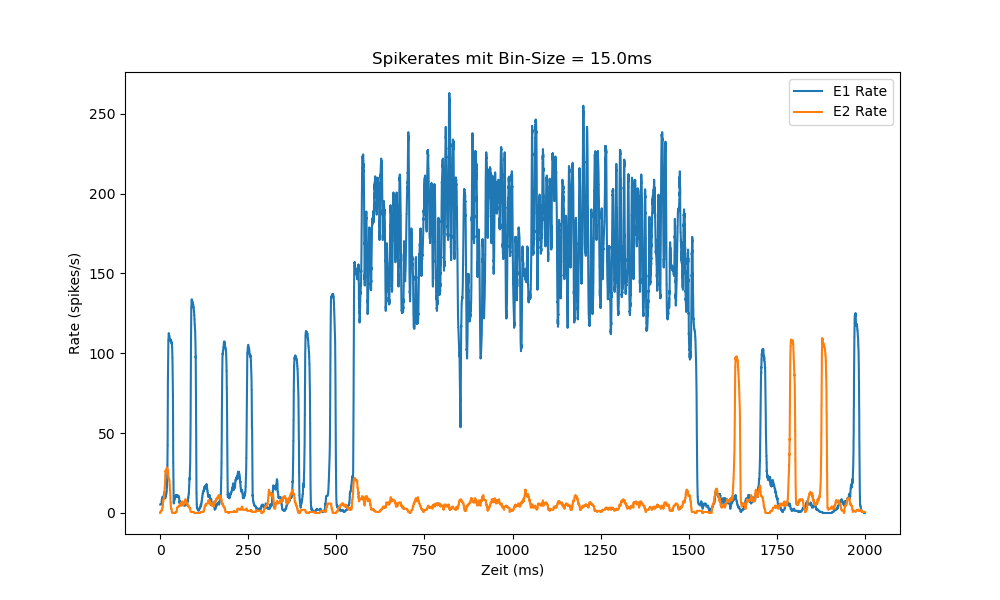 Spikerates mit Bin-Size = 15.0ms
E1 Rate
E2 Rate
250
200
150
100
50
0
Rate (spikes/s)
0 250 500 750 1000 1250 1500 1750 2000
Zeit (ms)